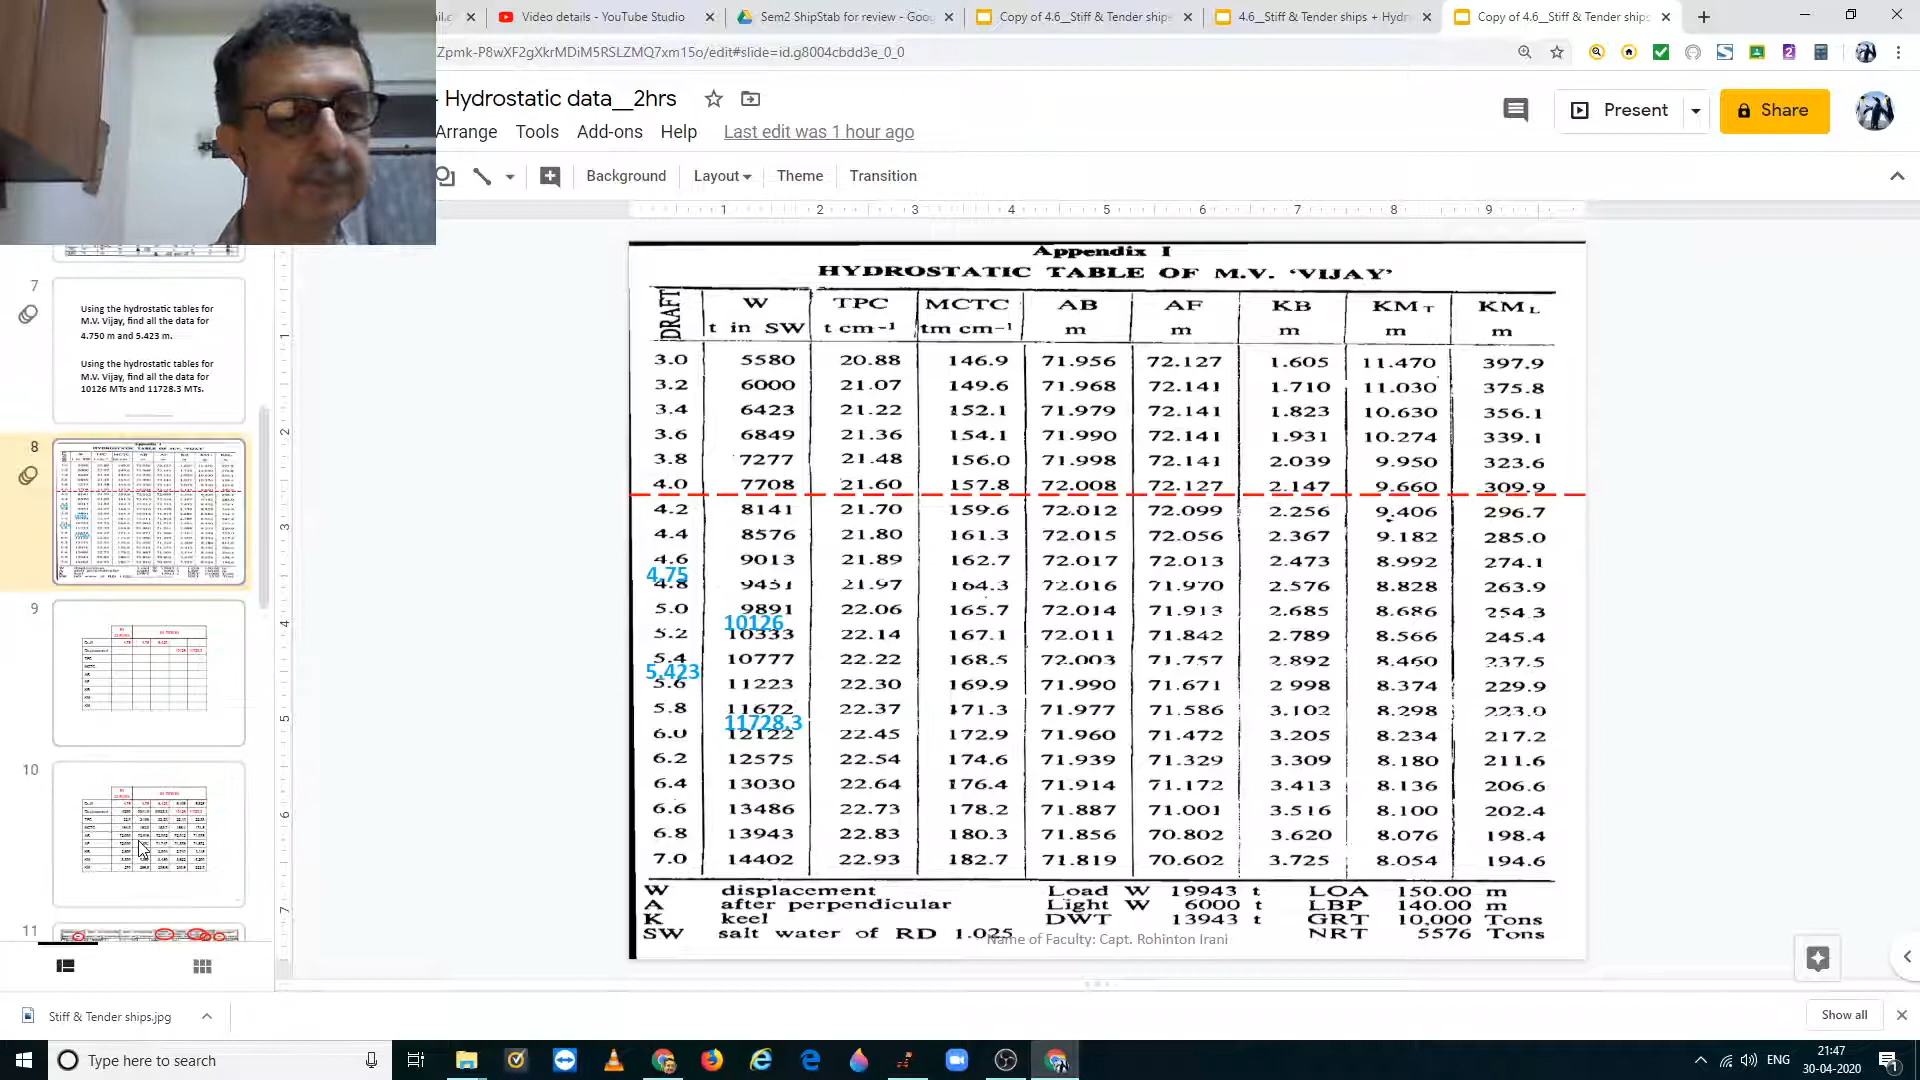 Video details - YouTube Studio
Sem2 ShipStab for review - Goo
Copy of 4.6__Stiff & Tender ships
4.6__Stiff & Tender ships + Hydr
Copy of 4.6__Stiff & Tender ships
Zpmk-P8wXF2gXkrMDiM5RSLZMQ7xm15o/edit#slide=id.g8004cbdd3e_0_0
- Hydrostatic data__2hrs
Present
Share
Arrange Tools Add-ons Help Last edit was 1 hour ago
Background Layout Theme Transition
1 2 3 4 5 6 7 8 9
7
Using the hydrostatic tables for
M.V. Vijay, find all the data for
4.750 m and 5.423 m.
Using the hydrostatic tables for
M.V. Vijay, find all the data for
10126 MTs and 11728.3 MTs.
8
9
10
11
Appendix I
HYDROSTATIC TABLE OF M.V. 'VIJAY'
DRAFT W TPC MCTC AB AF KB KMT KML
t in SW t cm⁻¹ tm cm⁻¹ m m m m m
3.0 5580 20.88 146.9 71.956 72.127 1.605 11.470 397.9
3.2 6000 21.07 149.6 71.968 72.141 1.710 11.030 375.8
3.4 6423 21.22 152.1 71.979 72.141 1.823 10.630 356.1
3.6 6849 21.36 154.1 71.990 72.141 1.931 10.274 339.1
3.8 7277 21.48 156.0 71.998 72.141 2.039 9.950 323.6
4.0 7708 21.60 157.8 72.008 72.127 2.147 9.660 309.9
4.2 8141 21.70 159.6 72.012 72.099 2.256 9.406 296.7
4.4 8576 21.80 161.3 72.015 72.056 2.367 9.182 285.0
4.6 9013 21.89 162.7 72.017 72.013 2.473 8.992 274.1
4.75
4.8 9451 21.97 164.3 72.016 71.970 2.576 8.828 263.9
5.0 9891 22.06 165.7 72.014 71.913 2.685 8.686 254.3
10126
5.2 10333 22.14 167.1 72.011 71.842 2.789 8.566 245.4
5.4 10777 22.22 168.5 72.003 71.757 2.892 8.460 237.5
5.423
5.6 11223 22.30 169.9 71.990 71.671 2 998 8.374 229.9
5.8 11672 22.37 171.3 71.977 71.586 3.102 8.298 223.0
11728.3
6.0 12122 22.45 172.9 71.960 71.472 3.205 8.234 217.2
6.2 12575 22.54 174.6 71.939 71.329 3.309 8.180 211.6
6.4 13030 22.64 176.4 71.914 71.172 3.413 8.136 206.6
6.6 13486 22.73 178.2 71.887 71.001 3.516 8.100 202.4
6.8 13943 22.83 180.3 71.856 70.802 3.620 8.076 198.4
7.0 14402 22.93 182.7 71.819 70.602 3.725 8.054 194.6
W displacement Load W 19943 t LOA 150.00 m
A after perpendicular Light W 6000 t LBP 140.00 m
K keel DWT 13943 t GRT 10,000 Tons
SW salt water of RD 1.025 NRT 5576 Tons
Name of Faculty: Capt. Rohinton Irani
Stiff & Tender ships.jpg
Show all
Type here to search
ENG
21:47
30-04-2020